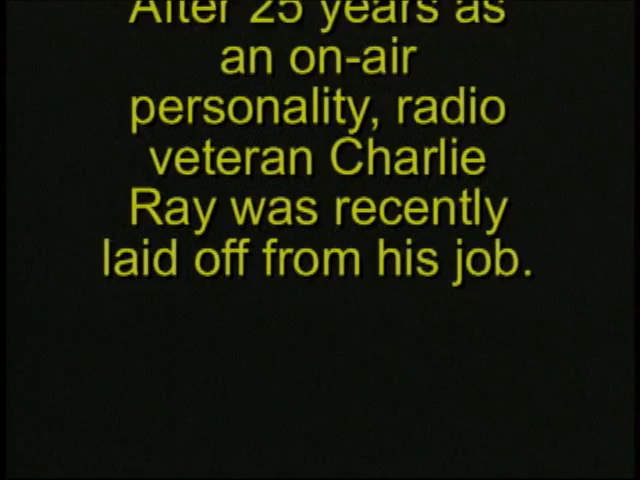 After 25 years as
an on-air
personality, radio
veteran Charlie
Ray was recently
laid off from his job.